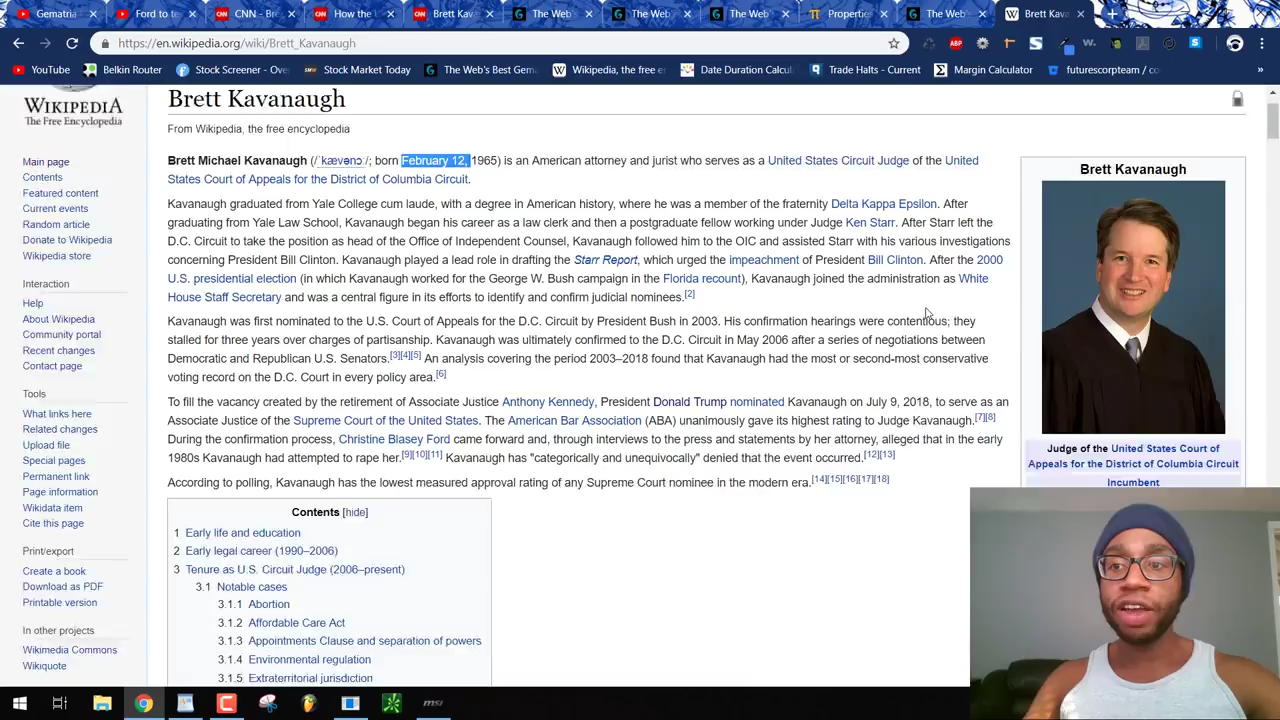 Gematria
Ford to te
CNN - Bre
How the
Brett Kav
The Web'
The Web'
The Web'
Properties
The Web'
Brett Kav
https://en.wikipedia.org/wiki/Brett_Kavanaugh
YouTube
Belkin Router
Stock Screener - Ove
Stock Market Today
The Web's Best Gem
Wikipedia, the free e
Date Duration Calcu
Trade Halts - Current
Margin Calculator
futurescorpteam / co
»
WIKIPEDIA
The Free Encyclopedia
Main page
Contents
Featured content
Current events
Random article
Donate to Wikipedia
Wikipedia store
Interaction
Help
About Wikipedia
Community portal
Recent changes
Contact page
Tools
What links here
Related changes
Upload file
Special pages
Permanent link
Page information
Wikidata item
Cite this page
Print/export
Create a book
Download as PDF
Printable version
In other projects
Wikimedia Commons
Wikiquote
Brett Kavanaugh
From Wikipedia, the free encyclopedia
Brett Michael Kavanaugh (/ˈkævənɔː/; born February 12, 1965) is an American attorney and jurist who serves as a United States Circuit Judge of the United
States Court of Appeals for the District of Columbia Circuit.
Kavanaugh graduated from Yale College cum laude, with a degree in American history, where he was a member of the fraternity Delta Kappa Epsilon. After
graduating from Yale Law School, Kavanaugh began his career as a law clerk and then a postgraduate fellow working under Judge Ken Starr. After Starr left the
D.C. Circuit to take the position as head of the Office of Independent Counsel, Kavanaugh followed him to the OIC and assisted Starr with his various investigations
concerning President Bill Clinton. Kavanaugh played a lead role in drafting the Starr Report, which urged the impeachment of President Bill Clinton. After the 2000
U.S. presidential election (in which Kavanaugh worked for the George W. Bush campaign in the Florida recount), Kavanaugh joined the administration as White
House Staff Secretary and was a central figure in its efforts to identify and confirm judicial nominees.[2]
Kavanaugh was first nominated to the U.S. Court of Appeals for the D.C. Circuit by President Bush in 2003. His confirmation hearings were contentious; they
stalled for three years over charges of partisanship. Kavanaugh was ultimately confirmed to the D.C. Circuit in May 2006 after a series of negotiations between
Democratic and Republican U.S. Senators.[3][4][5] An analysis covering the period 2003–2018 found that Kavanaugh had the most or second-most conservative
voting record on the D.C. Court in every policy area.[6]
To fill the vacancy created by the retirement of Associate Justice Anthony Kennedy, President Donald Trump nominated Kavanaugh on July 9, 2018, to serve as an
Associate Justice of the Supreme Court of the United States. The American Bar Association (ABA) unanimously gave its highest rating to Judge Kavanaugh.[7][8]
During the confirmation process, Christine Blasey Ford came forward and, through interviews to the press and statements by her attorney, alleged that in the early
1980s Kavanaugh had attempted to rape her.[9][10][11] Kavanaugh has "categorically and unequivocally" denied that the event occurred.[12][13]
According to polling, Kavanaugh has the lowest measured approval rating of any Supreme Court nominee in the modern era.[14][15][16][17][18]
Contents [hide]
1 Early life and education
2 Early legal career (1990–2006)
3 Tenure as U.S. Circuit Judge (2006–present)
3.1 Notable cases
3.1.1 Abortion
3.1.2 Affordable Care Act
3.1.3 Appointments Clause and separation of powers
3.1.4 Environmental regulation
3.1.5 Extraterritorial jurisdiction
Brett Kavanaugh
Judge of the United States Court of
Appeals for the District of Columbia Circuit
Incumbent
ABP
msi